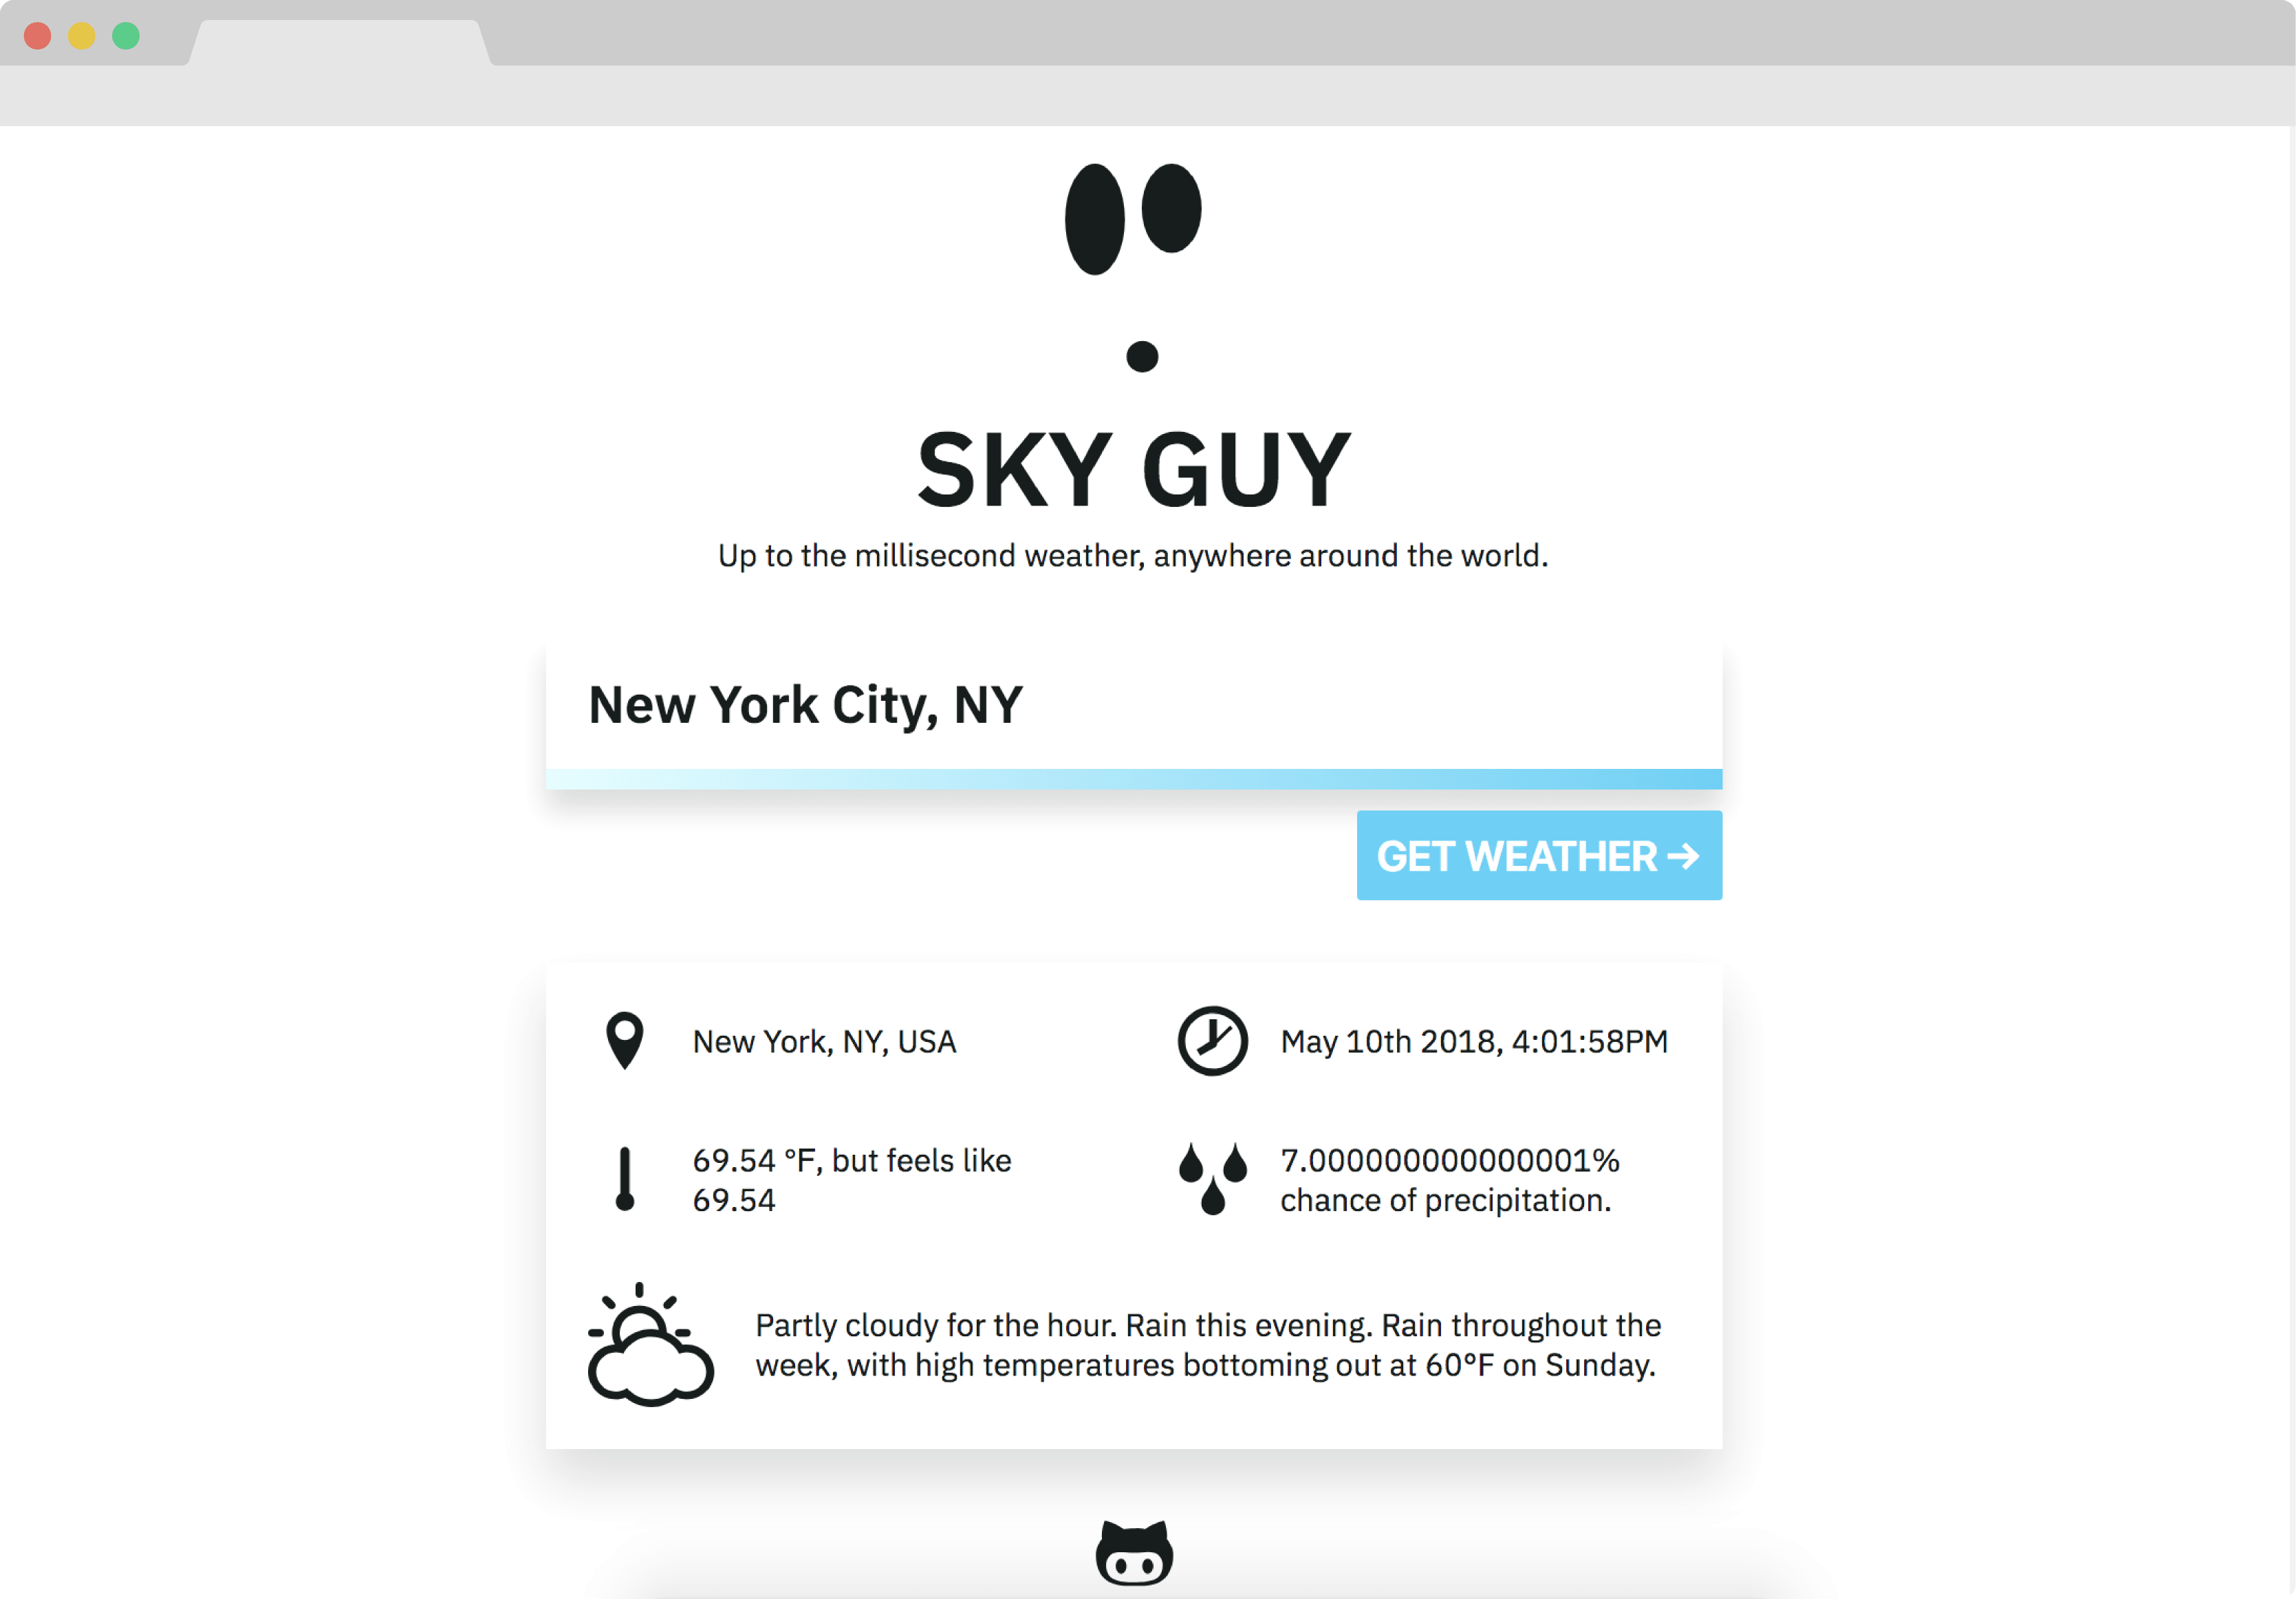 SKY GUY
Up to the millisecond weather, anywhere around the world.
New York City, NY
GET WEATHER →
New York, NY, USA
May 10th 2018, 4:01:58PM
69.54 °F, but feels like
69.54
7.000000000000001%
chance of precipitation.
Partly cloudy for the hour. Rain this evening. Rain throughout the
week, with high temperatures bottoming out at 60°F on Sunday.